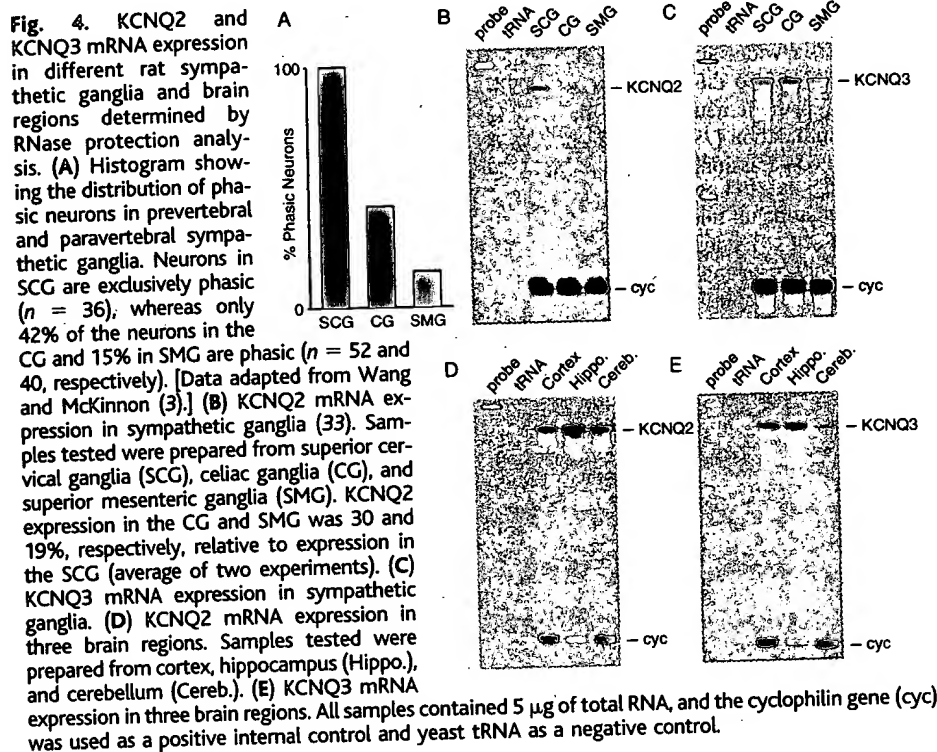 Fig. 4. KCNQ2 and
KCNQ3 mRNA expression
in different rat sympa-
thetic ganglia and brain
regions determined by
RNase protection analy-
sis. (A) Histogram show-
ing the distribution of pha-
sic neurons in prevertebral
and paravertebral sympa-
thetic ganglia. Neurons in
SCG are exclusively phasic
(n = 36), whereas only
42% of the neurons in the
CG and 15% in SMG are phasic (n = 52 and
40, respectively). [Data adapted from Wang
and McKinnon (3).] (B) KCNQ2 mRNA ex-
pression in sympathetic ganglia (33). Sam-
ples tested were prepared from superior cer-
vical ganglia (SCG), celiac ganglia (CG), and
superior mesenteric ganglia (SMG). KCNQ2
expression in the CG and SMG was 30 and
19%, respectively, relative to expression in
the SCG (average of two experiments). (C)
KCNQ3 mRNA expression in sympathetic
ganglia. (D) KCNQ2 mRNA expression in
three brain regions. Samples tested were
prepared from cortex, hippocampus (Hippo.),
and cerebellum (Cereb.). (E) KCNQ3 mRNA
expression in three brain regions. All samples contained 5 µg of total RNA, and the cyclophilin gene (cyc)
was used as a positive internal control and yeast tRNA as a negative control.
A
100
% Phasic Neurons
0
SCG CG SMG
B
probe tRNA SCG CG SMG
– KCNQ2
– cyc
C
probe tRNA SCG CG SMG
– KCNQ3
– cyc
D
probe tRNA Cortex Hippo. Cereb.
– KCNQ2
– cyc
E
probe tRNA Cortex Hippo. Cereb.
– KCNQ3
– cyc